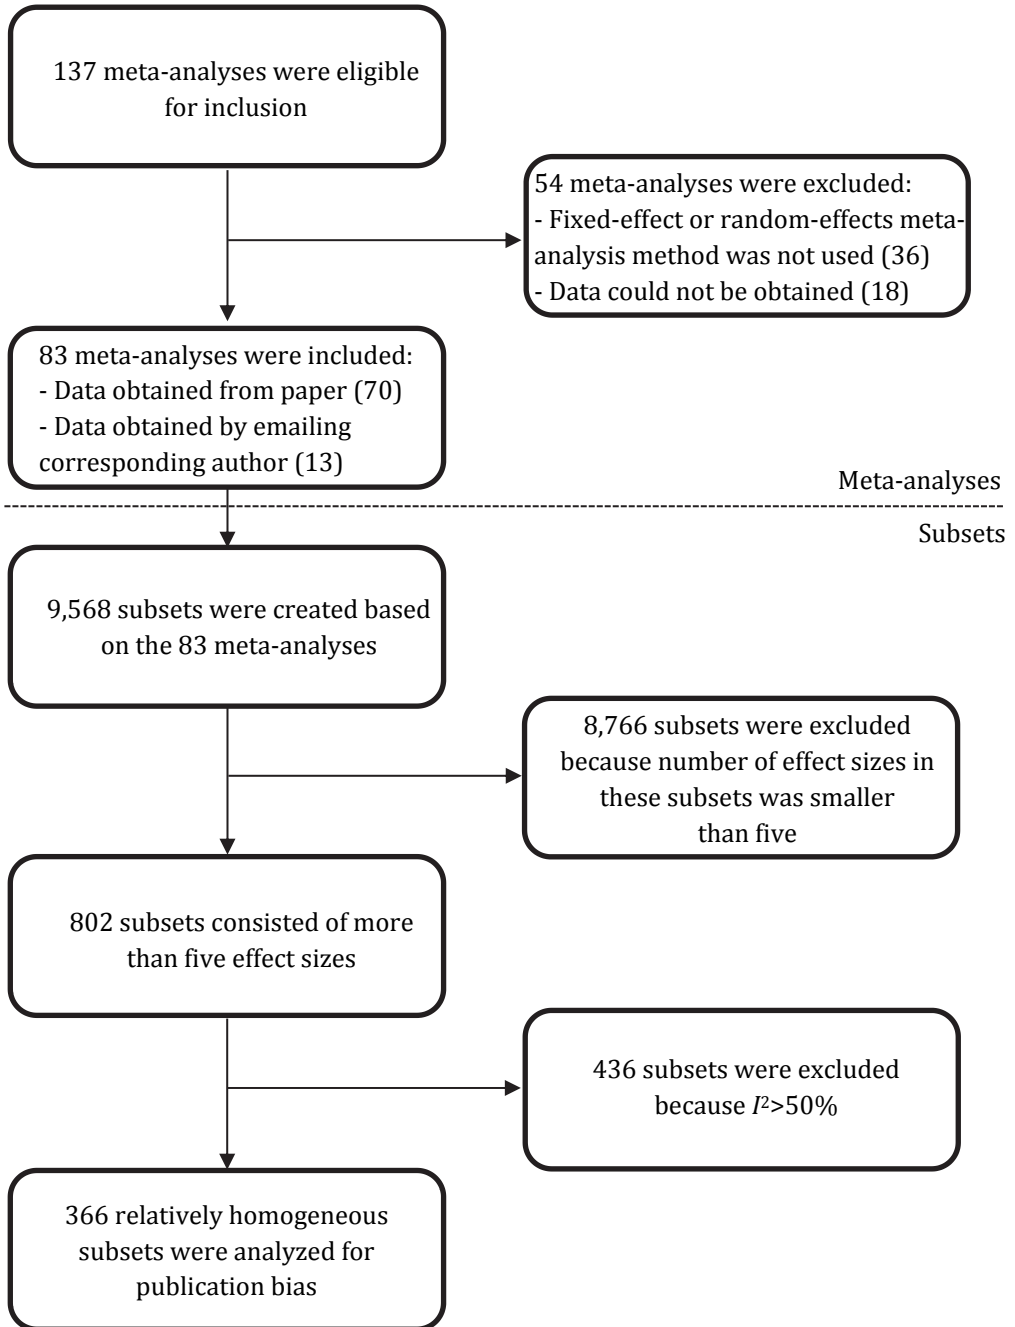 137 meta-analyses were eligible
for inclusion
54 meta-analyses were excluded:
- Fixed-effect or random-effects meta-
analysis method was not used (36)
- Data could not be obtained (18)
83 meta-analyses were included:
- Data obtained from paper (70)
- Data obtained by emailing
corresponding author (13)
Meta-analyses
Subsets
9,568 subsets were created based
on the 83 meta-analyses
8,766 subsets were excluded
because number of effect sizes in
these subsets was smaller
than five
802 subsets consisted of more
than five effect sizes
436 subsets were excluded
because I²>50%
366 relatively homogeneous
subsets were analyzed for
publication bias